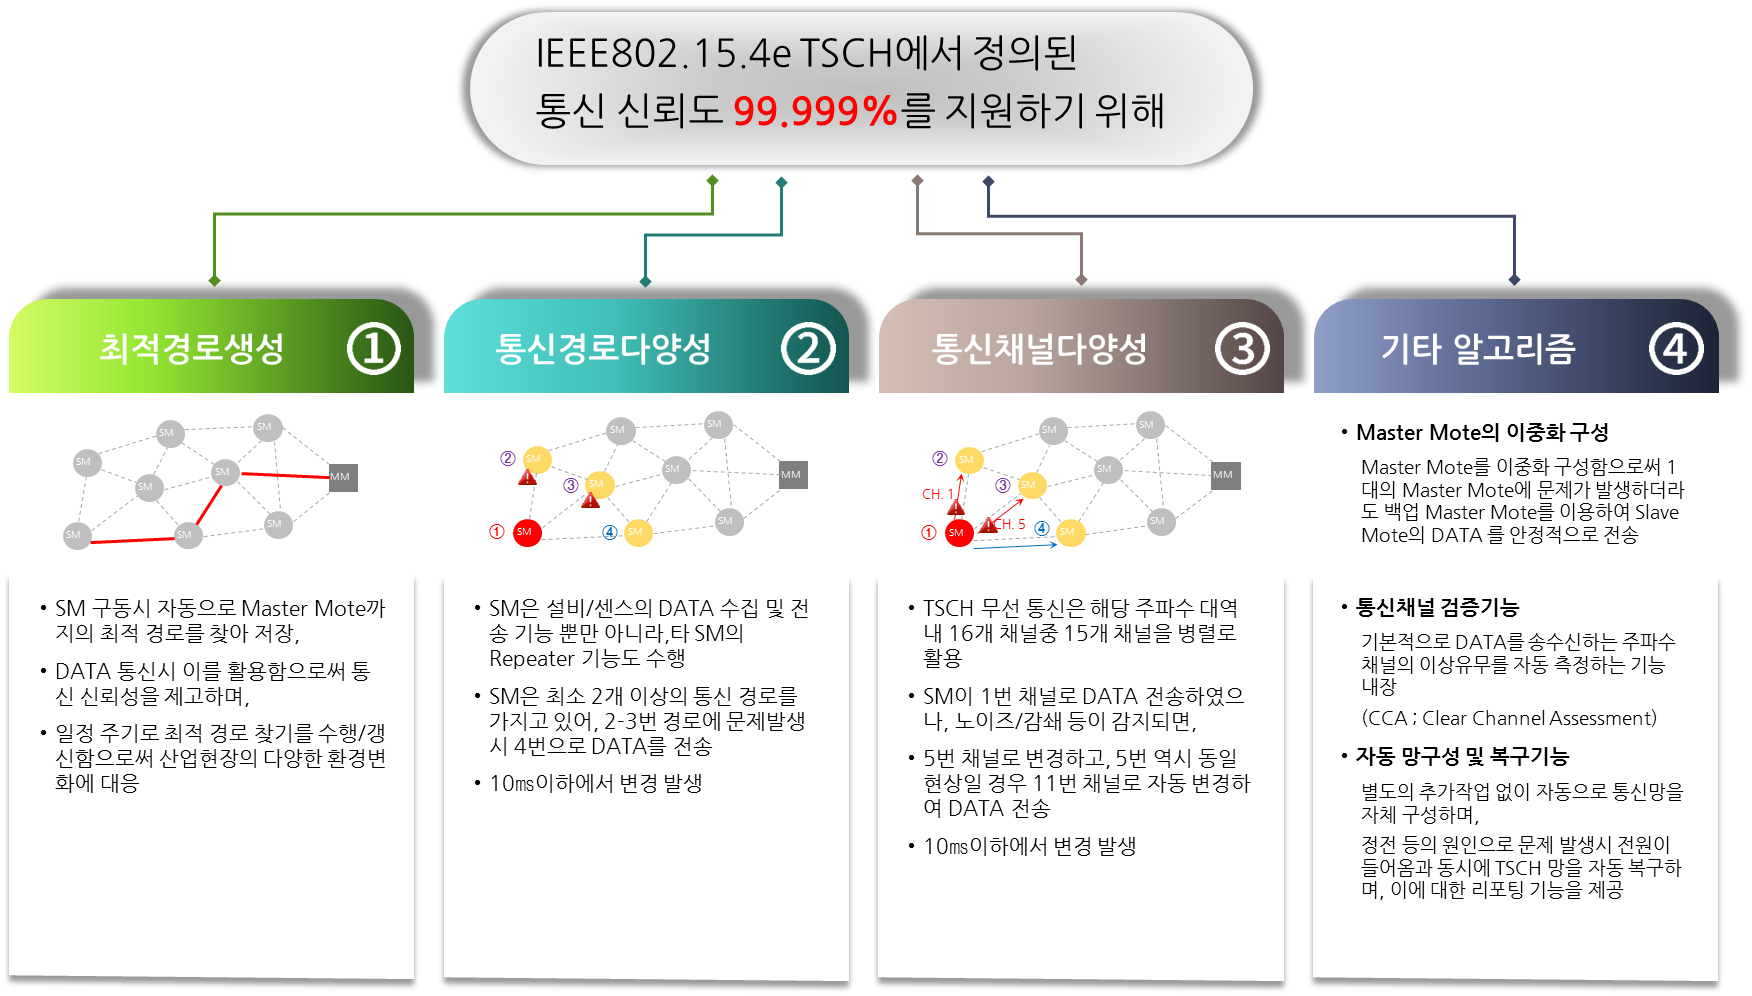 IEEE802.15.4e TSCH에서 정의된
통신 신뢰도 99.999%를 지원하기 위해
최적경로생성 ①
SM
SM
SM
SM
SM
SM
SM
SM
MM
• SM 구동시 자동으로 Master Mote까
지의 최적 경로를 찾아 저장,
• DATA 통신시 이를 활용함으로써 통
신 신뢰성을 제고하며,
• 일정 주기로 최적 경로 찾기를 수행/갱
신함으로써 산업현장의 다양한 환경변
화에 대응
통신경로다양성 ②
SM
SM
② SM
SM
③ SM
MM
SM
① SM
④ SM
• SM은 설비/센스의 DATA 수집 및 전
송 기능 뿐만 아니라,타 SM의
Repeater 기능도 수행
• SM은 최소 2개 이상의 통신 경로를
가지고 있어, 2-3번 경로에 문제발생
시 4번으로 DATA를 전송
• 10㎳이하에서 변경 발생
통신채널다양성 ③
SM
SM
② SM
SM
③ SM
MM
CH. 1
CH. 5
SM
① SM
④ SM
• TSCH 무선 통신은 해당 주파수 대역
내 16개 채널중 15개 채널을 병렬로
활용
• SM이 1번 채널로 DATA 전송하였으
나, 노이즈/감쇄 등이 감지되면,
• 5번 채널로 변경하고, 5번 역시 동일
현상일 경우 11번 채널로 자동 변경하
여 DATA 전송
• 10㎳이하에서 변경 발생
기타 알고리즘 ④
• Master Mote의 이중화 구성
Master Mote를 이중화 구성함으로써 1
대의 Master Mote에 문제가 발생하더라
도 백업 Master Mote를 이용하여 Slave
Mote의 DATA 를 안정적으로 전송
• 통신채널 검증기능
기본적으로 DATA를 송수신하는 주파수
채널의 이상유무를 자동 측정하는 기능
내장
(CCA ; Clear Channel Assessment)
• 자동 망구성 및 복구기능
별도의 추가작업 없이 자동으로 통신망을
자체 구성하며,
정전 등의 원인으로 문제 발생시 전원이
들어옴과 동시에 TSCH 망을 자동 복구하
며, 이에 대한 리포팅 기능을 제공